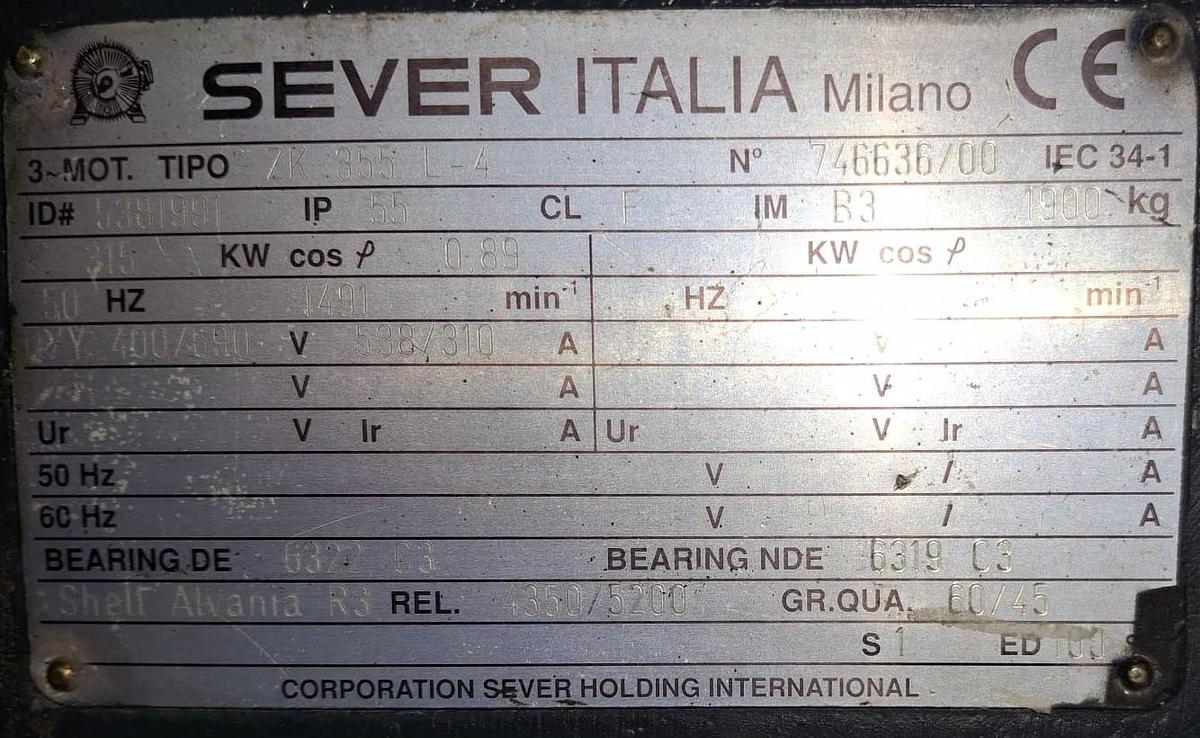 SEVER ITALIA Milano CE
3~MOT. TIPO ZK 355 L-4 Nº 746636/00 IEC 34-1
ID# 5381991 IP 55 CL F IM B3 1900 kg
315 KW cos φ 0.89 KW cos φ
50 HZ 1491 min-1 HZ min-1
/Y 400/690 V 538/310 A V A
V A V A
Ur V Ir A Ur V Ir A
50 Hz V / A
60 Hz V / A
BEARING DE 6322 C3 BEARING NDE 6319 C3
Shell Alvania R3 REL. 4350/5200 GR.QUA. 60/45
S 1 ED 100
CORPORATION SEVER HOLDING INTERNATIONAL